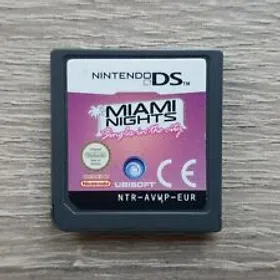 NINTENDO DS
MIAMI
NIGHTS
Singles in the city
Nintendo
UBISOFT
CE
NTR-AVWP-EUR